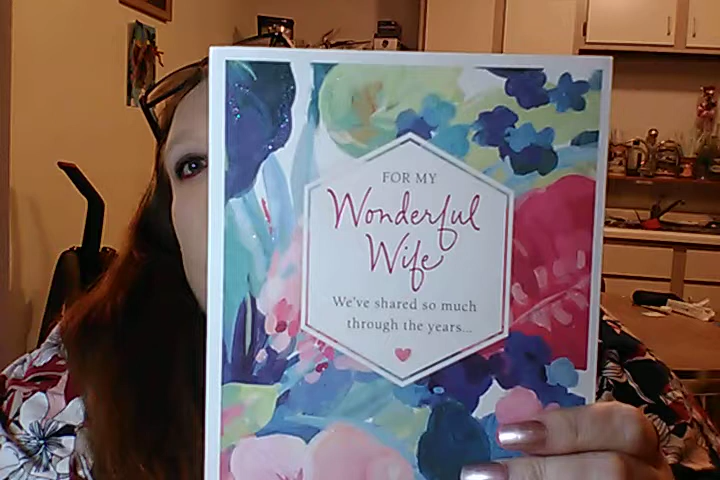 FOR MY
Wonderful
Wife
We've shared so much
through the years...